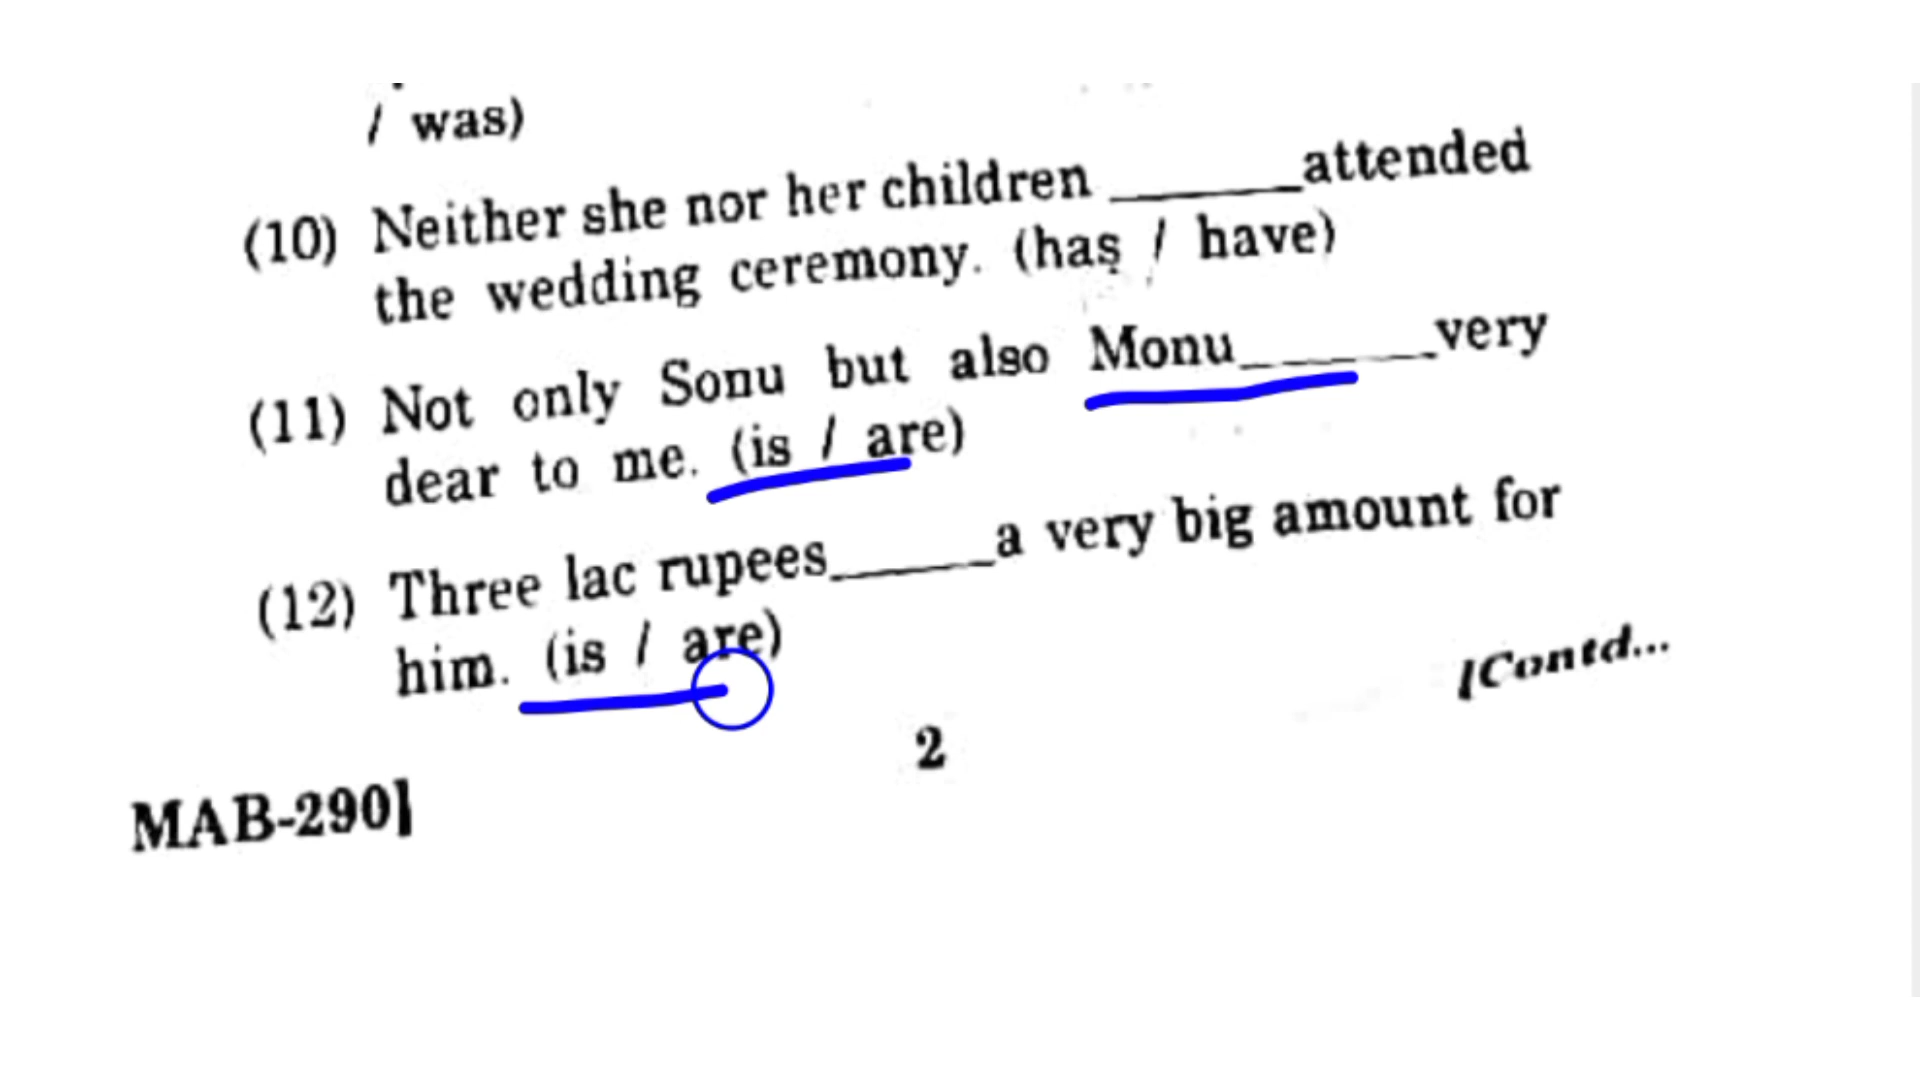 / was)
(10) Neither she nor her children ______attended
the wedding ceremony. (has / have)
(11) Not only Sonu but also Monu______very
dear to me. (is / are)
(12) Three lac rupees_____a very big amount for
him. (is / are)
[Contd...
2
MAB-290]